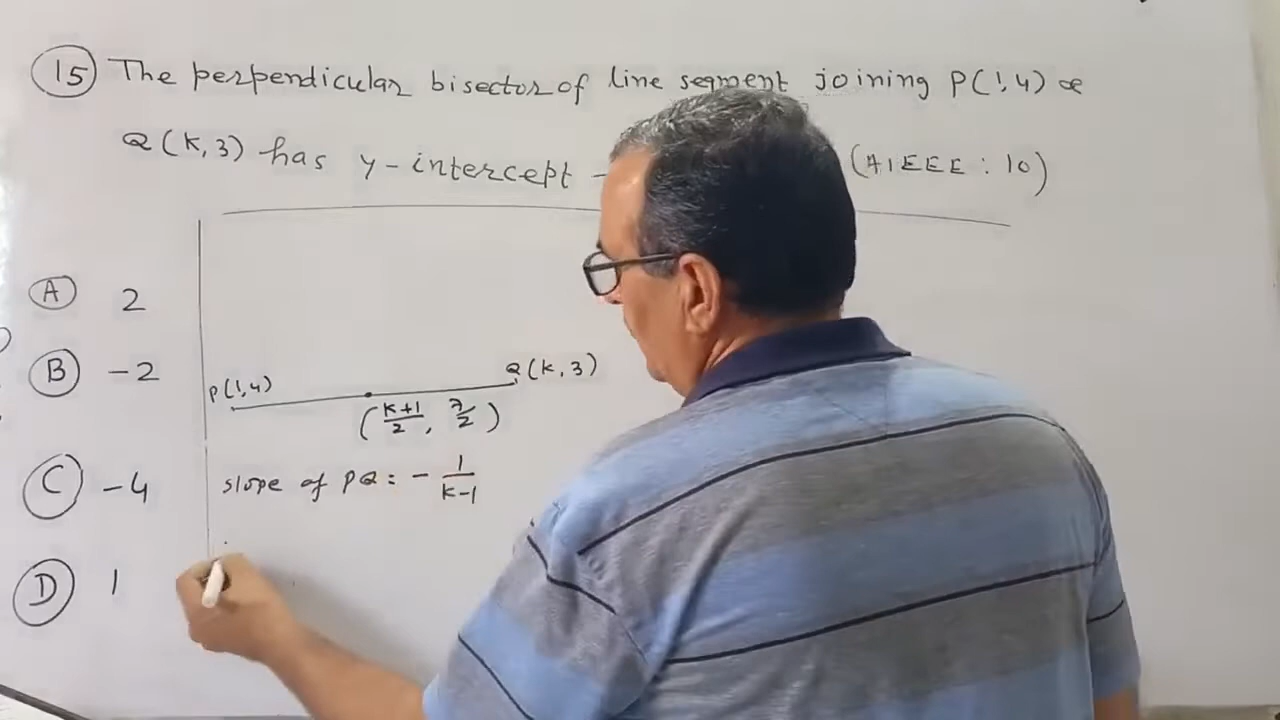 15 The perpendicular bisector of line segment joining P(1,4) &
Q(K,3) has y-intercept - (AIEEE: 10)
A 2
B -2
C -4
D 1
P(1,4) Q(K,3)
(K+1/2, 7/2)
slope of PQ = - 1/K-1